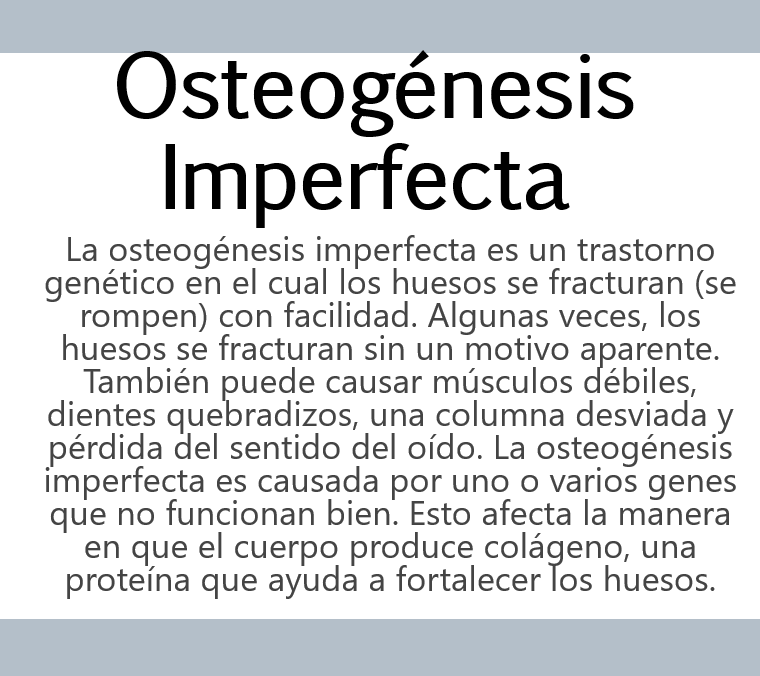 Osteogénesis
Imperfecta
La osteogénesis imperfecta es un trastorno
genético en el cual los huesos se fracturan (se
rompen) con facilidad. Algunas veces, los
huesos se fracturan sin un motivo aparente.
También puede causar músculos débiles,
dientes quebradizos, una columna desviada y
pérdida del sentido del oído. La osteogénesis
imperfecta es causada por uno o varios genes
que no funcionan bien. Esto afecta la manera
en que el cuerpo produce colágeno, una
proteína que ayuda a fortalecer los huesos.